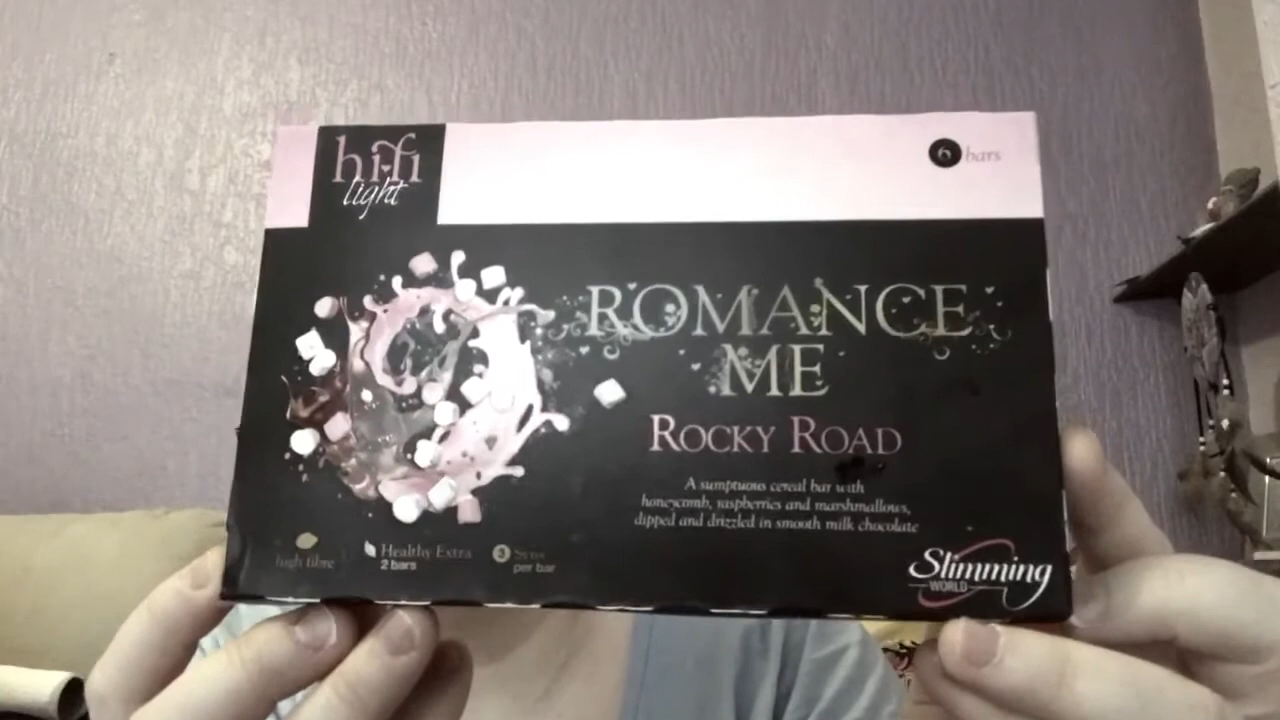 hi-fi
light
6 bars
ROMANCE
ME
ROCKY ROAD
A sumptuous cereal bar with
honeycomb, raspberries and marshmallows,
dipped and drizzled in smooth milk chocolate
high fibre
Healthy Extra
2 bars
3
per bar
Slimming
WORLD